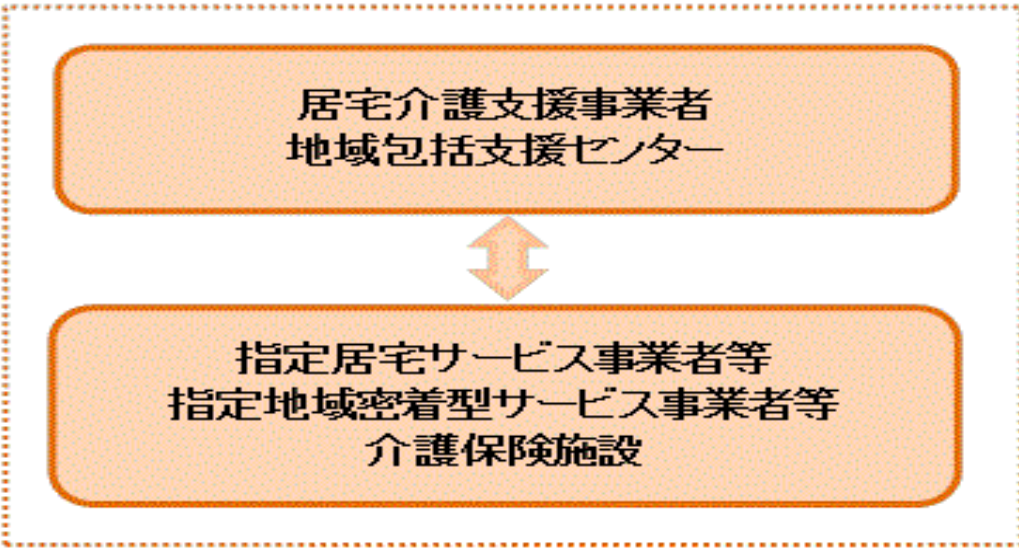 居宅介護支援事業者
地域包括支援センター
指定居宅サービス事業者等
指定地域密着型サービス事業者等
介護保険施設